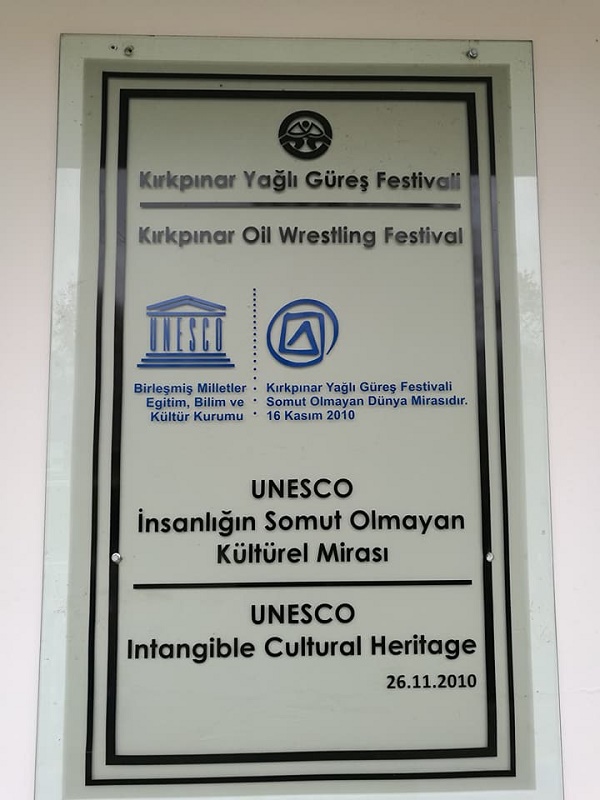 Kırkpınar Yağlı Güreş Festivali
Kırkpınar Oil Wrestling Festival
UNESCO
Birleşmiş Milletler
Egitim, Bilim ve
Kültür Kurumu
Kırkpınar Yağlı Güreş Festivali
Somut Olmayan Dünya Mirasıdır.
16 Kasım 2010
UNESCO
İnsanlığın Somut Olmayan
Kültürel Mirası
UNESCO
Intangible Cultural Heritage
26.11.2010